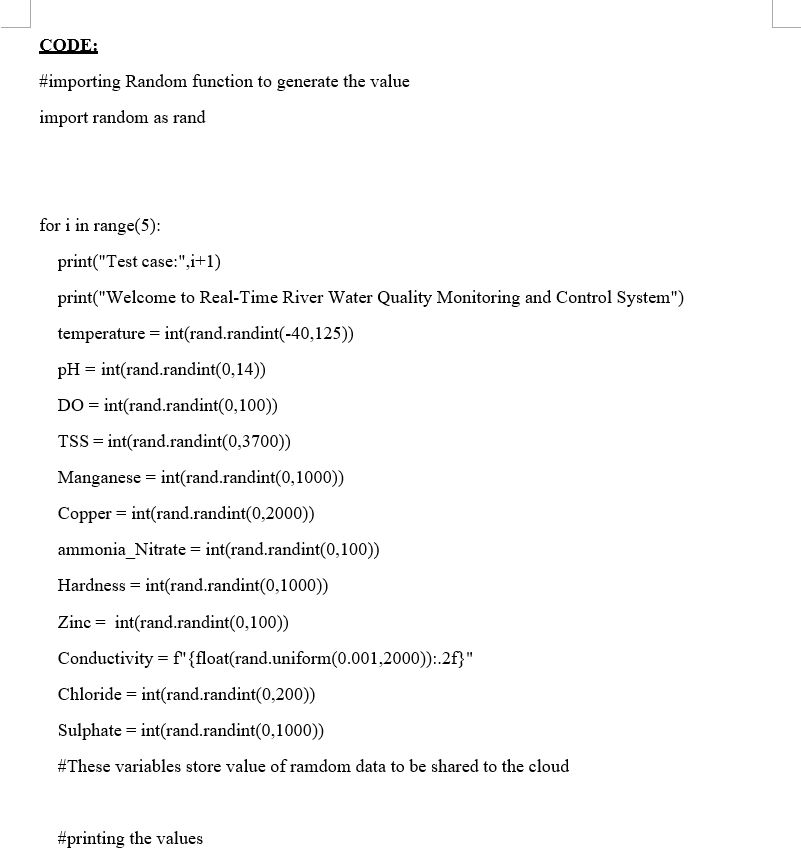 CODE:
#importing Random function to generate the value
import random as rand
for i in range(5):
print("Test case:",i+1)
print("Welcome to Real-Time River Water Quality Monitoring and Control System")
temperature = int(rand.randint(-40,125))
pH = int(rand.randint(0,14))
DO = int(rand.randint(0,100))
TSS = int(rand.randint(0,3700))
Manganese = int(rand.randint(0,1000))
Copper = int(rand.randint(0,2000))
ammonia_Nitrate = int(rand.randint(0,100))
Hardness = int(rand.randint(0,1000))
Zinc =  int(rand.randint(0,100))
Conductivity = f"{float(rand.uniform(0.001,2000)):.2f}"
Chloride = int(rand.randint(0,200))
Sulphate = int(rand.randint(0,1000))
#These variables store value of ramdom data to be shared to the cloud
#printing the values